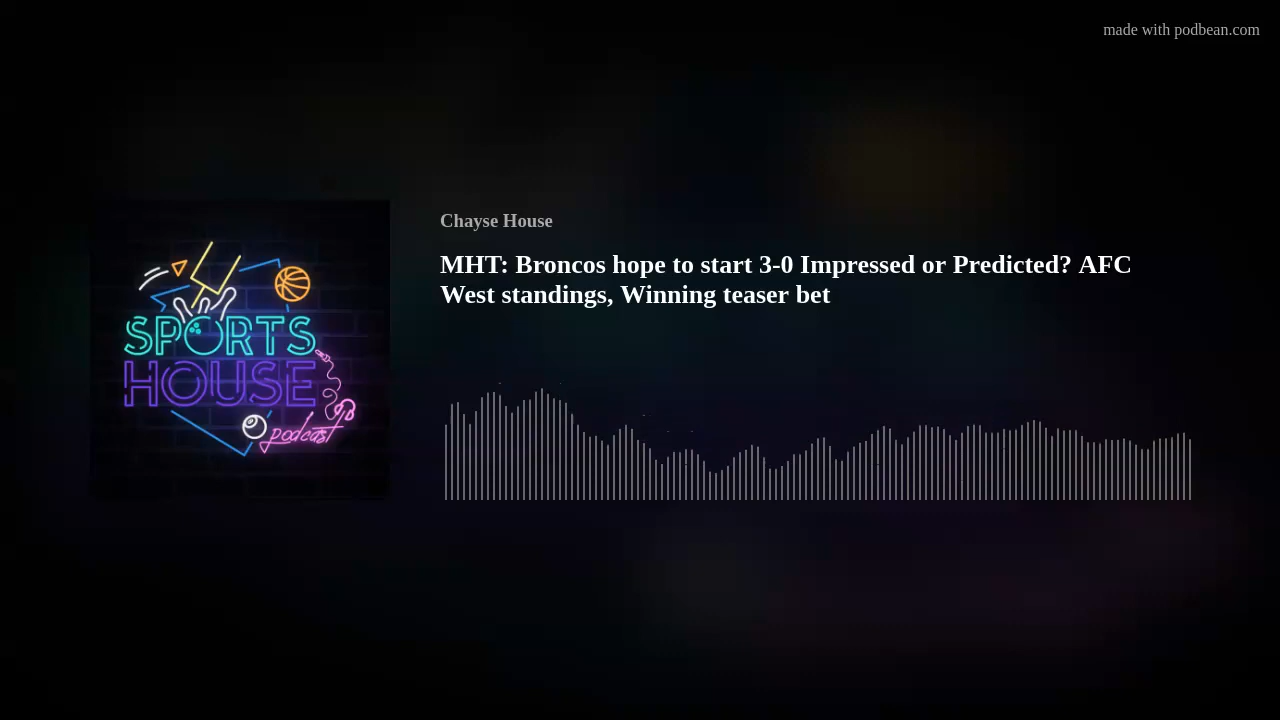 made with podbean.com
Chayse House
MHT: Broncos hope to start 3-0 Impressed or Predicted? AFC
West standings, Winning teaser bet
SPORTS
HOUSE
podcast